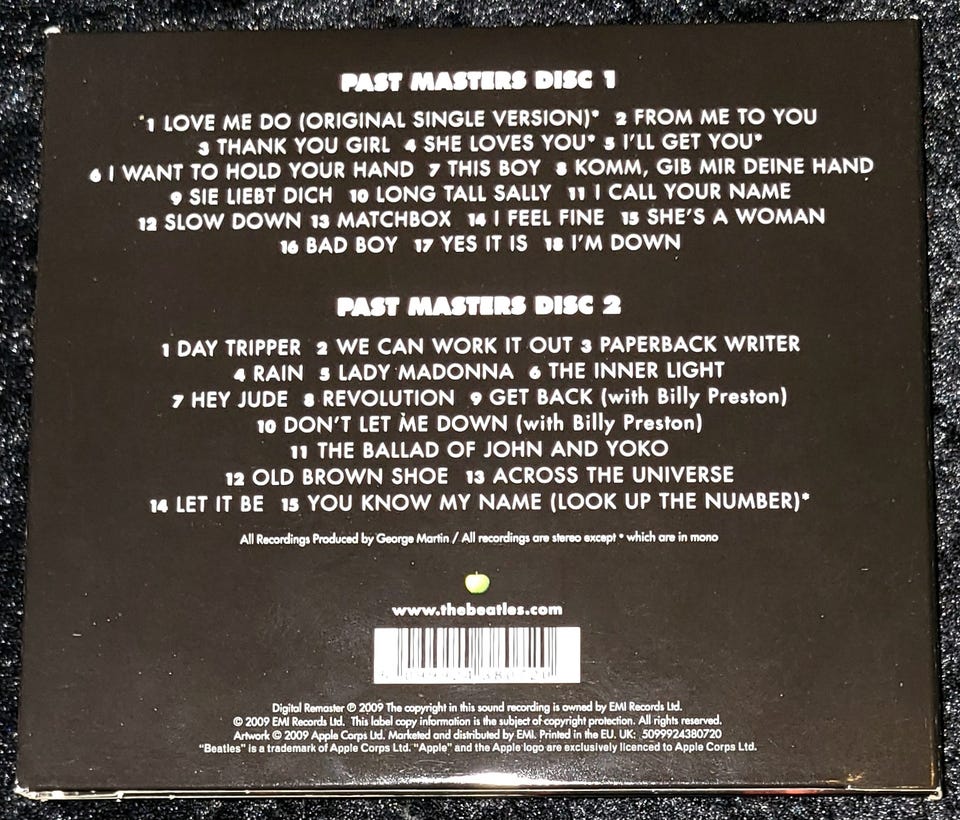 PAST MASTERS DISC 1
1 LOVE ME DO (ORIGINAL SINGLE VERSION)* 2 FROM ME TO YOU
3 THANK YOU GIRL 4 SHE LOVES YOU* 5 I'LL GET YOU*
6 I WANT TO HOLD YOUR HAND 7 THIS BOY 8 KOMM, GIB MIR DEINE HAND
9 SIE LIEBT DICH 10 LONG TALL SALLY 11 I CALL YOUR NAME
12 SLOW DOWN 13 MATCHBOX 14 I FEEL FINE 15 SHE'S A WOMAN
16 BAD BOY 17 YES IT IS 18 I'M DOWN
PAST MASTERS DISC 2
1 DAY TRIPPER 2 WE CAN WORK IT OUT 3 PAPERBACK WRITER
4 RAIN 5 LADY MADONNA 6 THE INNER LIGHT
7 HEY JUDE 8 REVOLUTION 9 GET BACK (with Billy Preston)
10 DON'T LET ME DOWN (with Billy Preston)
11 THE BALLAD OF JOHN AND YOKO
12 OLD BROWN SHOE 13 ACROSS THE UNIVERSE
14 LET IT BE 15 YOU KNOW MY NAME (LOOK UP THE NUMBER)*
All Recordings Produced by George Martin / All recordings are stereo except * which are in mono
www.thebeatles.com
Digital Remaster ℗ 2009 The copyright in this sound recording is owned by EMI Records Ltd.
© 2009 EMI Records Ltd. This label copy information is the subject of copyright protection. All rights reserved.
Artwork © 2009 Apple Corps Ltd. Marketed and distributed by EMI. Printed in the EU. UK: 5099924380720
"Beatles" is a trademark of Apple Corps Ltd. "Apple" and the Apple logo are exclusively licenced to Apple Corps Ltd.